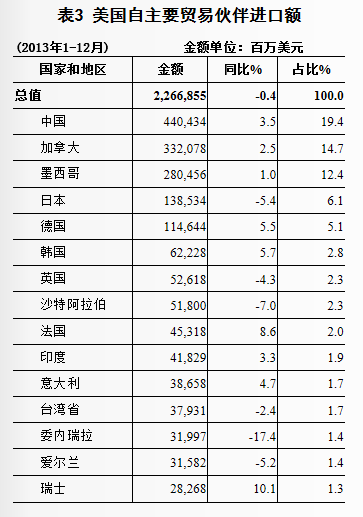 表3 美国自主要贸易伙伴进口额
(2013年1-12月) 金额单位：百万美元
国家和地区 金额 同比% 占比%
总值 2,266,855 -0.4 100.0
中国 440,434 3.5 19.4
加拿大 332,078 2.5 14.7
墨西哥 280,456 1.0 12.4
日本 138,534 -5.4 6.1
德国 114,644 5.5 5.1
韩国 62,228 5.7 2.8
英国 52,618 -4.3 2.3
沙特阿拉伯 51,800 -7.0 2.3
法国 45,318 8.6 2.0
印度 41,829 3.3 1.9
意大利 38,658 4.7 1.7
台湾省 37,931 -2.4 1.7
委内瑞拉 31,997 -17.4 1.4
爱尔兰 31,582 -5.2 1.4
瑞士 28,268 10.1 1.3